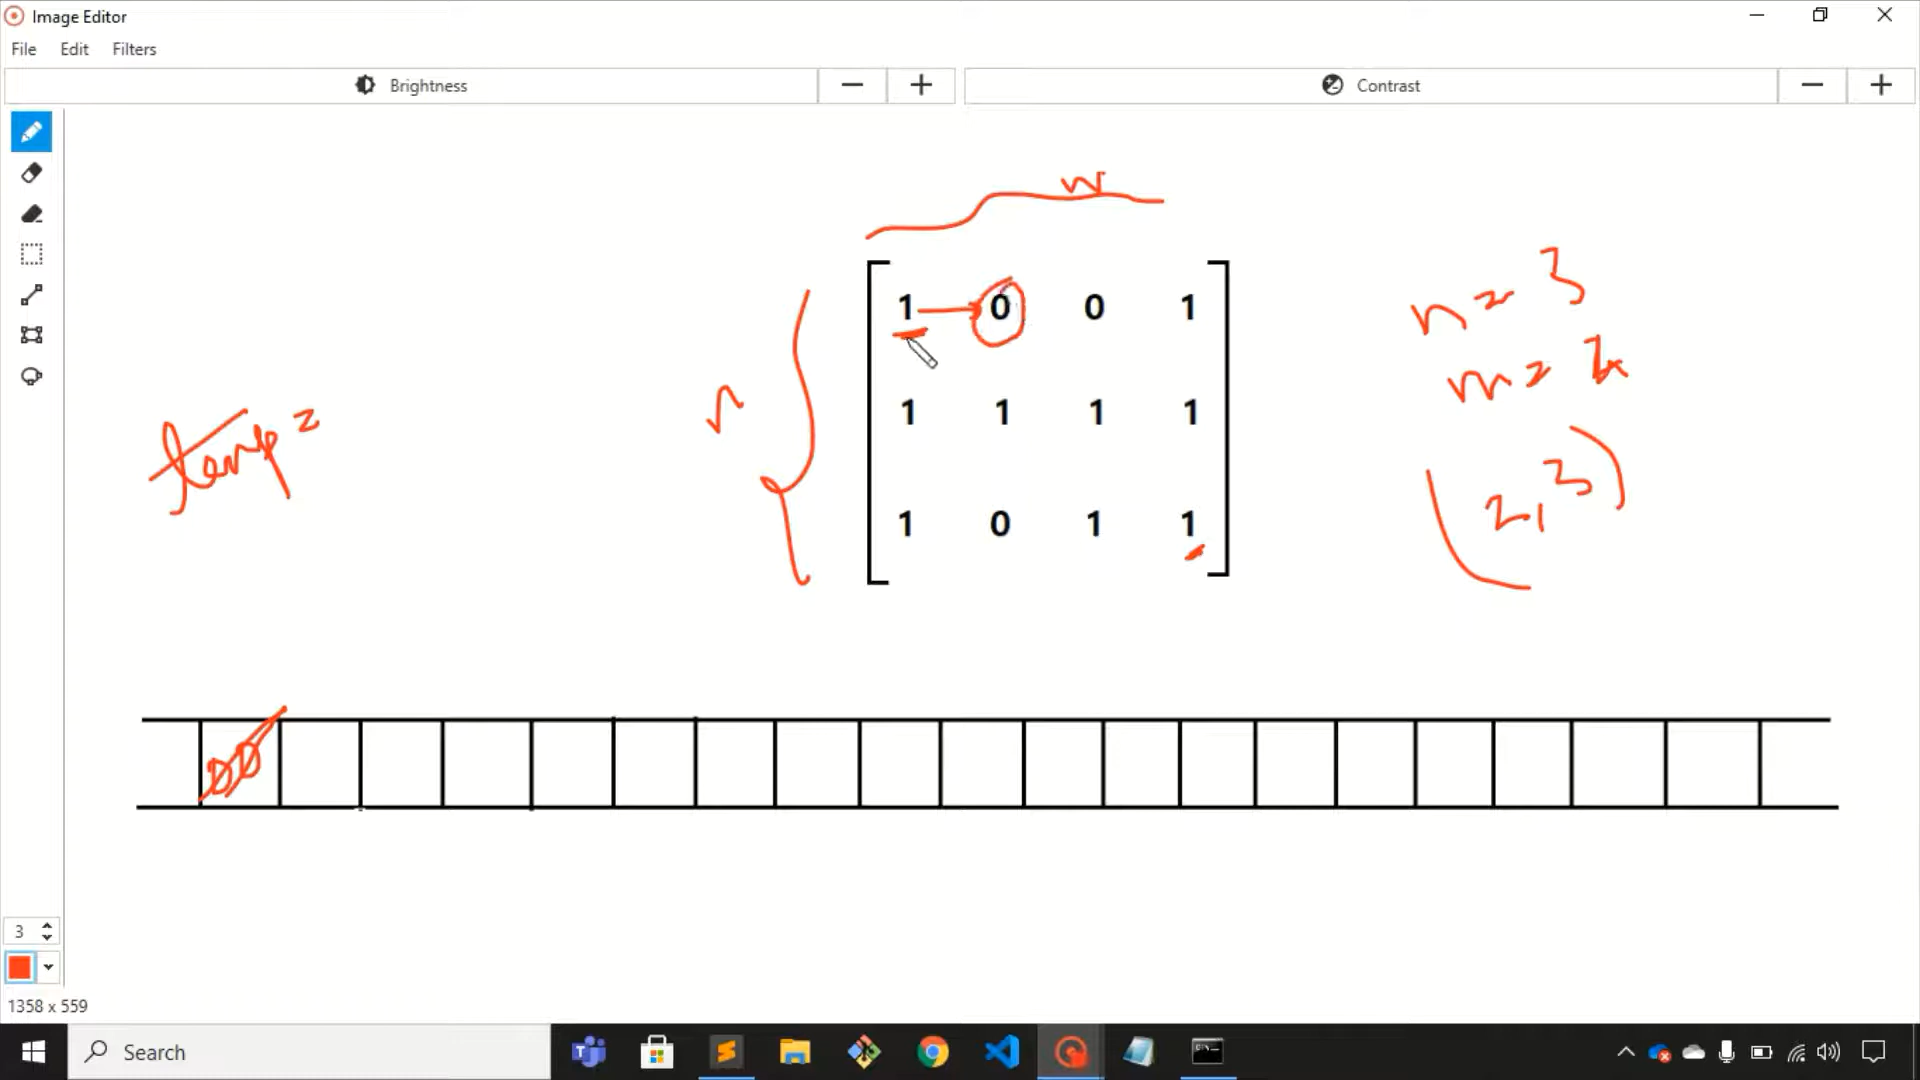 Image Editor
File Edit Filters
Brightness Contrast
m
1 0 0 1
n = 3
m = 4
n
1 1 1 1
temp =
(2,3)
1 0 1 1
00
3
1358 x 559
Search